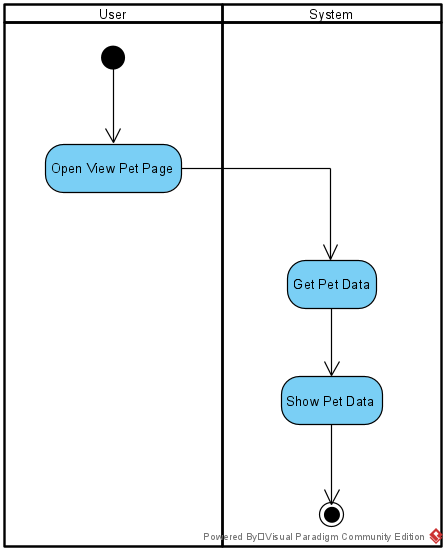 User
System
Open View Pet Page
Get Pet Data
Show Pet Data
Powered By Visual Paradigm Community Edition